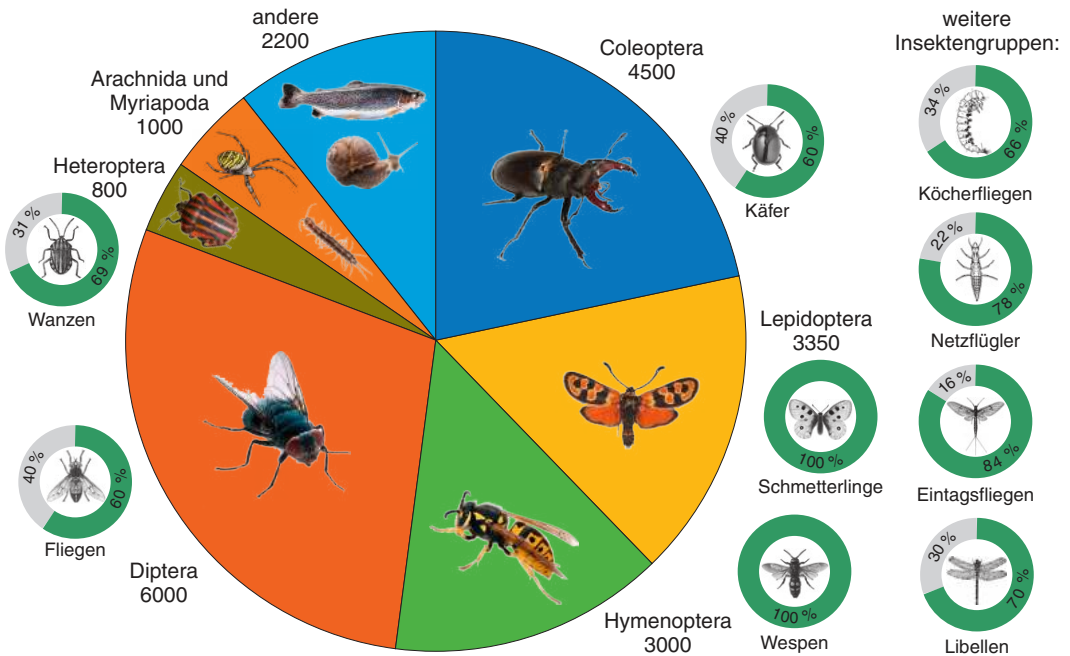 andere
2200
Coleoptera
4500
Arachnida und
Myriapoda
1000
Heteroptera
800
31 %
69 %
Wanzen
40 %
60 %
Fliegen
Diptera
6000
Hymenoptera
3000
Lepidoptera
3350
40 %
60 %
Käfer
100 %
Schmetterlinge
100 %
Wespen
weitere
Insektengruppen:
34 %
66 %
Köcherfliegen
22 %
78 %
Netzflügler
16 %
84 %
Eintagsfliegen
30 %
70 %
Libellen